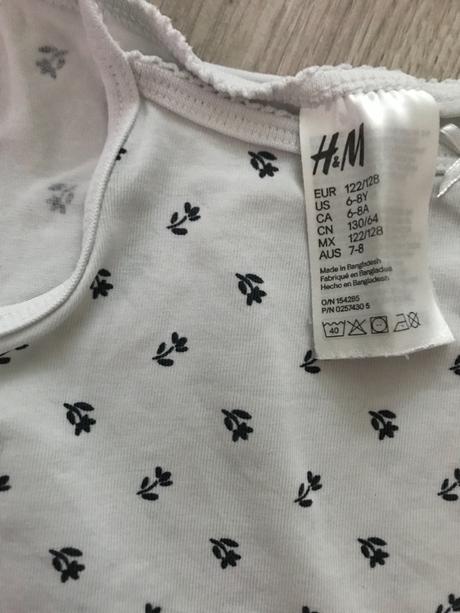 H&M
EUR 122/128
US 6-8Y
CA 6-8A
CN 130/64
MX 122/128
AUS 7-8
Made in Bangladesh
Fabriqué en Bangladesh
Hecho en Bangladesh
O/N 154285
P/N 0257430 5
40